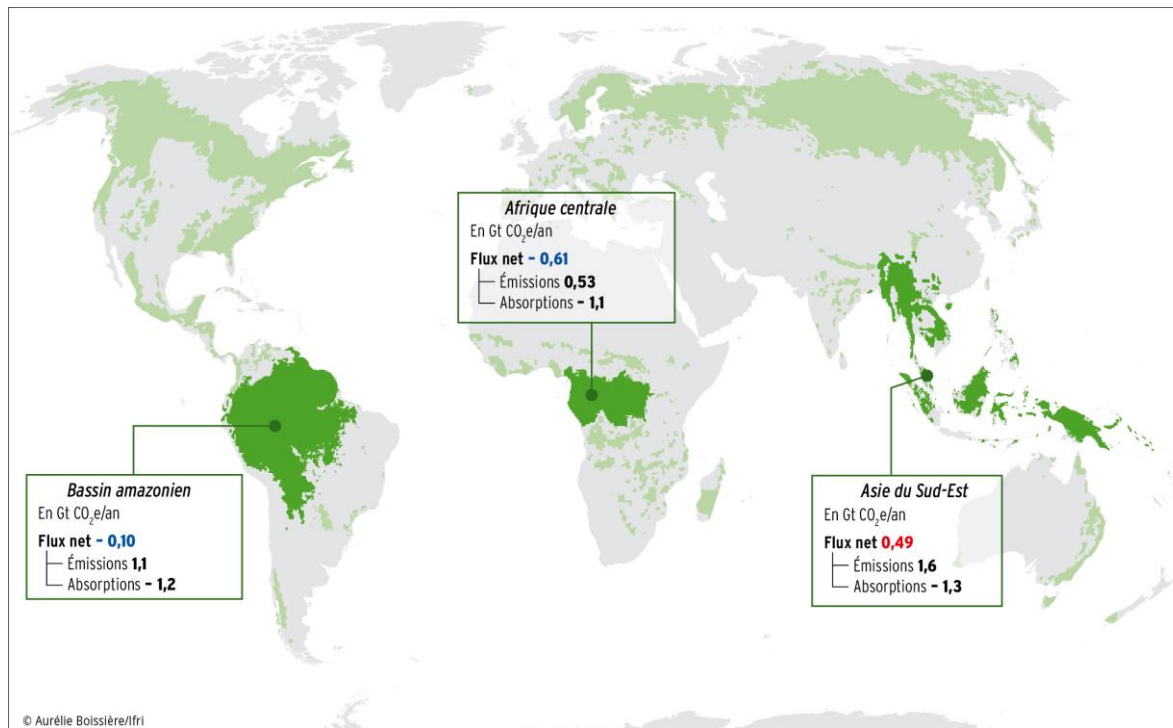 Afrique centrale
En Gt CO₂e/an
Flux net – 0,61
Émissions 0,53
Absorptions – 1,1
Bassin amazonien
En Gt CO₂e/an
Flux net – 0,10
Émissions 1,1
Absorptions – 1,2
Asie du Sud-Est
En Gt CO₂e/an
Flux net 0,49
Émissions 1,6
Absorptions – 1,3
© Aurélie Boissière/Ifri